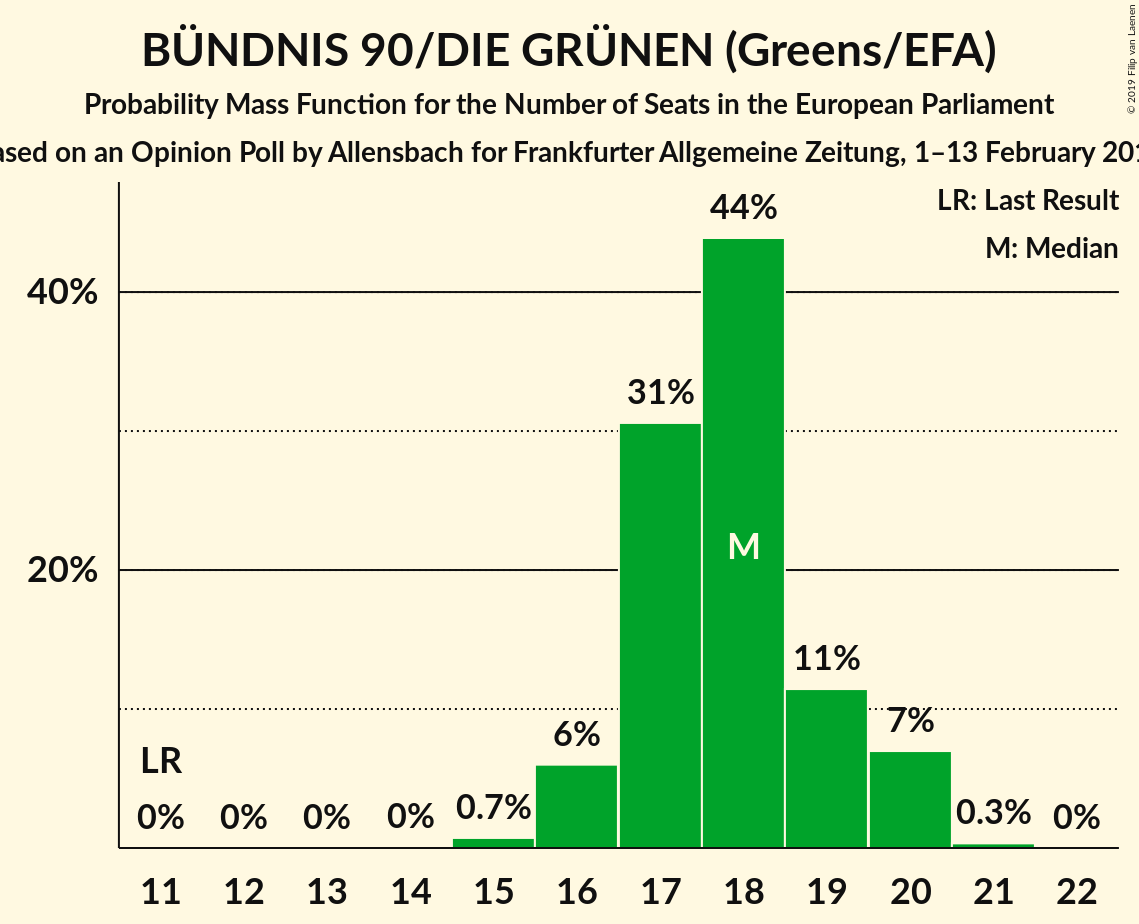 BÜNDNIS 90/DIE GRÜNEN (Greens/EFA)
Probability Mass Function for the Number of Seats in the European Parliament
on an Opinion Poll by Allensbach for Frankfurter Allgemeine Zeitung, 1–13 February
© 2019 Filip van Laenen
LR: Last Result
M: Median
44%
40%
31%
M
20%
11%
7%
6%
LR
0.7%
0.3%
0% 0% 0% 0% 0%
11 12 13 14 15 16 17 18 19 20 21 22